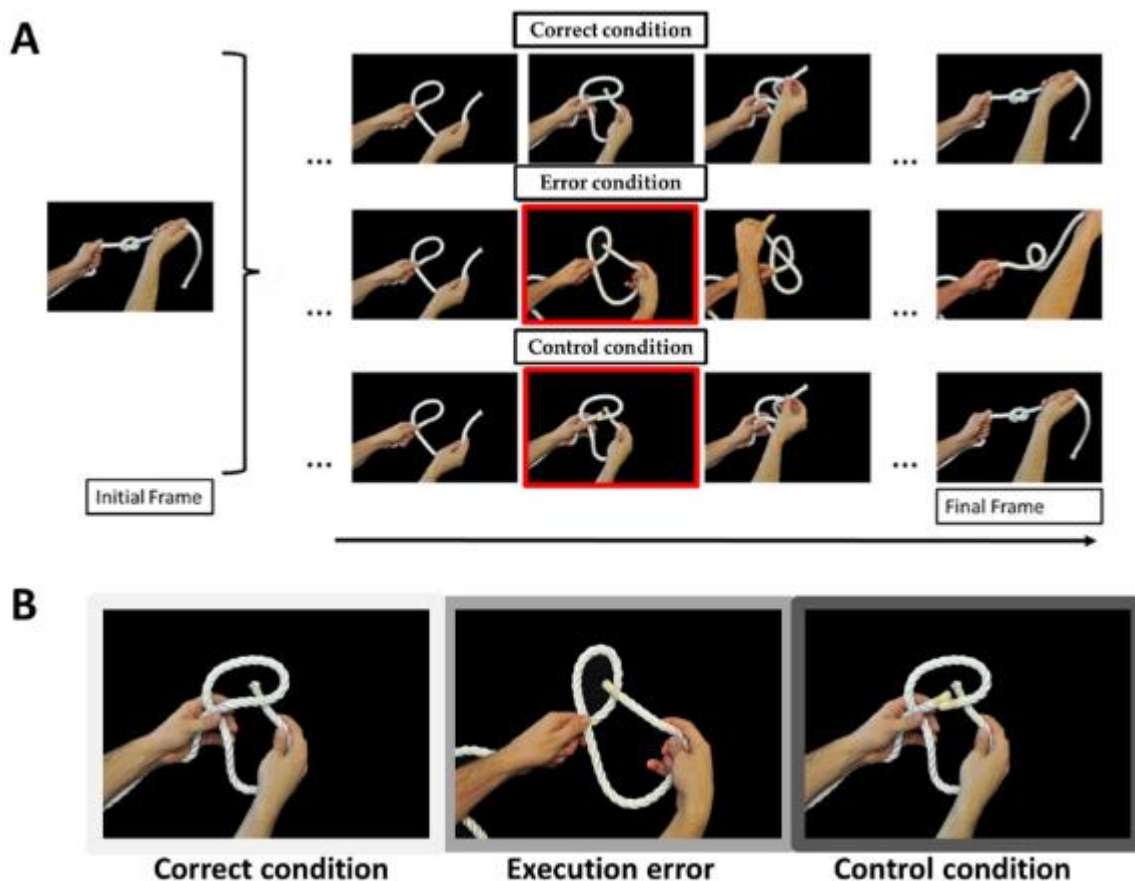 A
Correct condition
...
...
Error condition
...
...
Control condition
...
...
Initial Frame
Final Frame
B
Correct condition
Execution error
Control condition